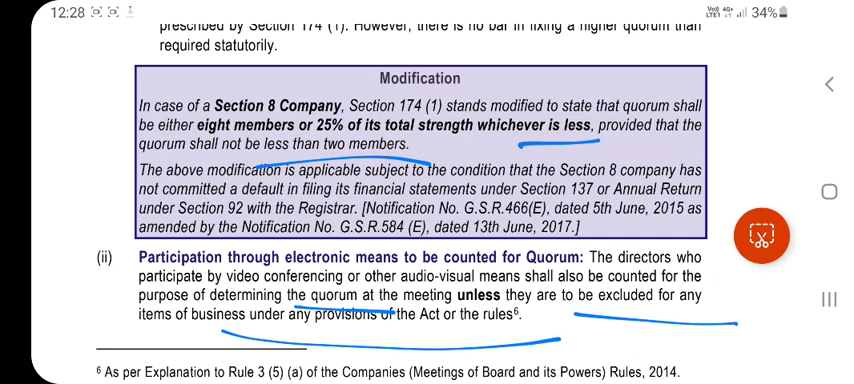 12:28
VoI) 4G+
LTE1 34%
prescribed by Section 174 (1). However, there is no bar in fixing a higher quorum than
required statutorily.
Modification
In case of a Section 8 Company, Section 174 (1) stands modified to state that quorum shall
be either eight members or 25% of its total strength whichever is less, provided that the
quorum shall not be less than two members.
The above modification is applicable subject to the condition that the Section 8 company has
not committed a default in filing its financial statements under Section 137 or Annual Return
under Section 92 with the Registrar. [Notification No. G.S.R.466(E), dated 5th June, 2015 as
amended by the Notification No. G.S.R.584 (E), dated 13th June, 2017.]
(ii) Participation through electronic means to be counted for Quorum: The directors who
participate by video conferencing or other audio-visual means shall also be counted for the
purpose of determining the quorum at the meeting unless they are to be excluded for any
items of business under any provisions of the Act or the rules⁶.
⁶ As per Explanation to Rule 3 (5) (a) of the Companies (Meetings of Board and its Powers) Rules, 2014.